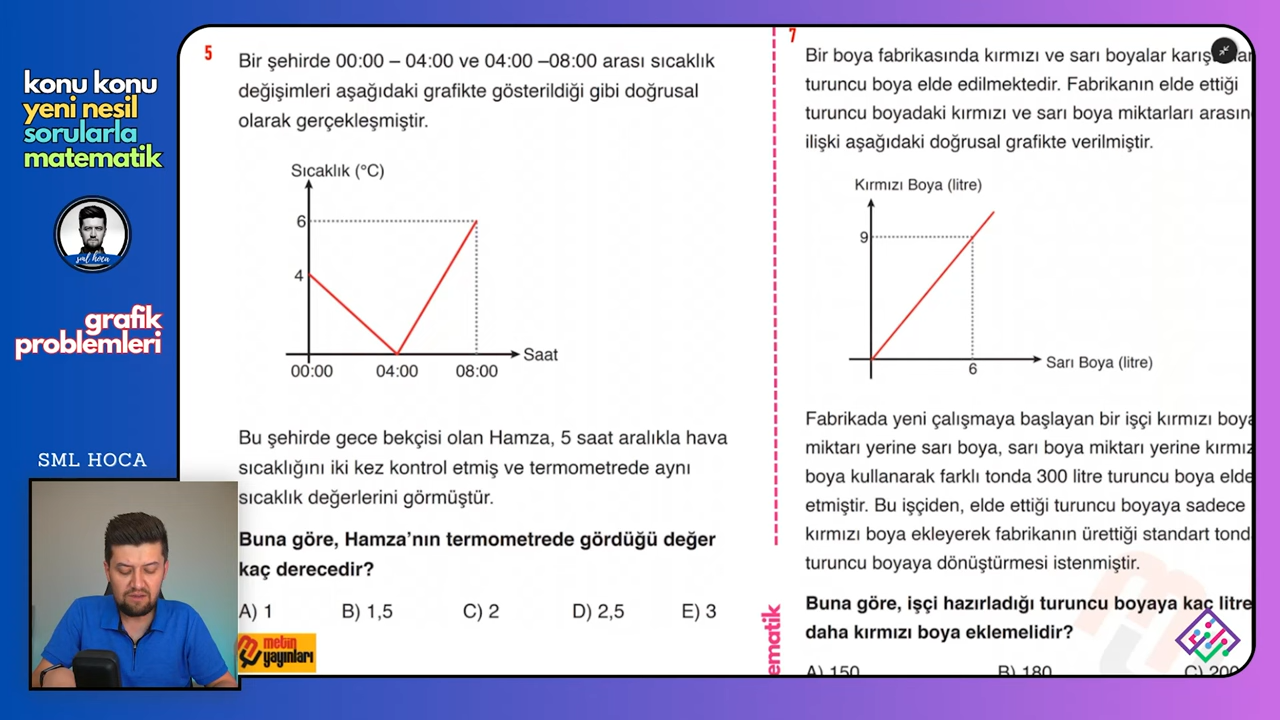 konu konu
yeni nesil
sorularla
matematik
sml hoca
grafik
problemleri
SML HOCA
5
Bir şehirde 00:00 – 04:00 ve 04:00 –08:00 arası sıcaklık
değişimleri aşağıdaki grafikte gösterildiği gibi doğrusal
olarak gerçekleşmiştir.
Sıcaklık (°C)
6
4
00:00
04:00
08:00
Saat
Bu şehirde gece bekçisi olan Hamza, 5 saat aralıkla hava
sıcaklığını iki kez kontrol etmiş ve termometrede aynı
sıcaklık değerlerini görmüştür.
Buna göre, Hamza’nın termometrede gördüğü değer
kaç derecedir?
A) 1 B) 1,5 C) 2 D) 2,5 E) 3
metin
yayınları
ematik
7
Bir boya fabrikasında kırmızı ve sarı boyalar
turuncu boya elde edilmektedir. Fabrikanın elde ettiği
turuncu boyadaki kırmızı ve sarı boya miktarları arasın
ilişki aşağıdaki doğrusal grafikte verilmiştir.
Kırmızı Boya (litre)
9
6
Sarı Boya (litre)
Fabrikada yeni çalışmaya başlayan bir işçi kırmızı boya
miktarı yerine sarı boya, sarı boya miktarı yerine kırmız
boya kullanarak farklı tonda 300 litre turuncu boya elde
etmiştir. Bu işçiden, elde ettiği turuncu boyaya sadece
kırmızı boya ekleyerek fabrikanın ürettiği standart tond
turuncu boyaya dönüştürmesi istenmiştir.
Buna göre, işçi hazırladığı turuncu boyaya kaç litre
daha kırmızı boya eklemelidir?
A) 150 B) 180 C) 200